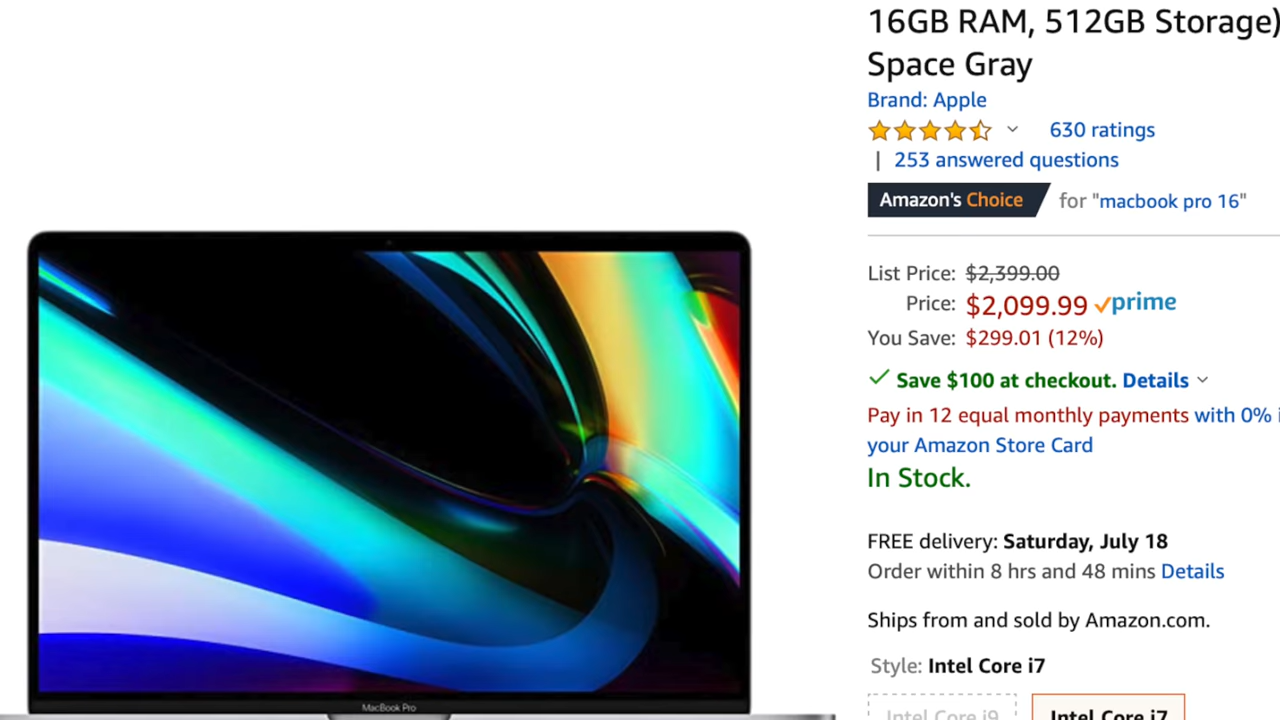 16GB RAM, 512GB Storage)
Space Gray
Brand: Apple
630 ratings
| 253 answered questions
Amazon's Choice for "macbook pro 16"
List Price: $2,399.00
Price: $2,099.99 prime
You Save: $299.01 (12%)
Save $100 at checkout. Details
Pay in 12 equal monthly payments with 0%
your Amazon Store Card
In Stock.
FREE delivery: Saturday, July 18
Order within 8 hrs and 48 mins Details
Ships from and sold by Amazon.com.
Style: Intel Core i7
Intel Core i9 Intel Core i7
MacBook Pro